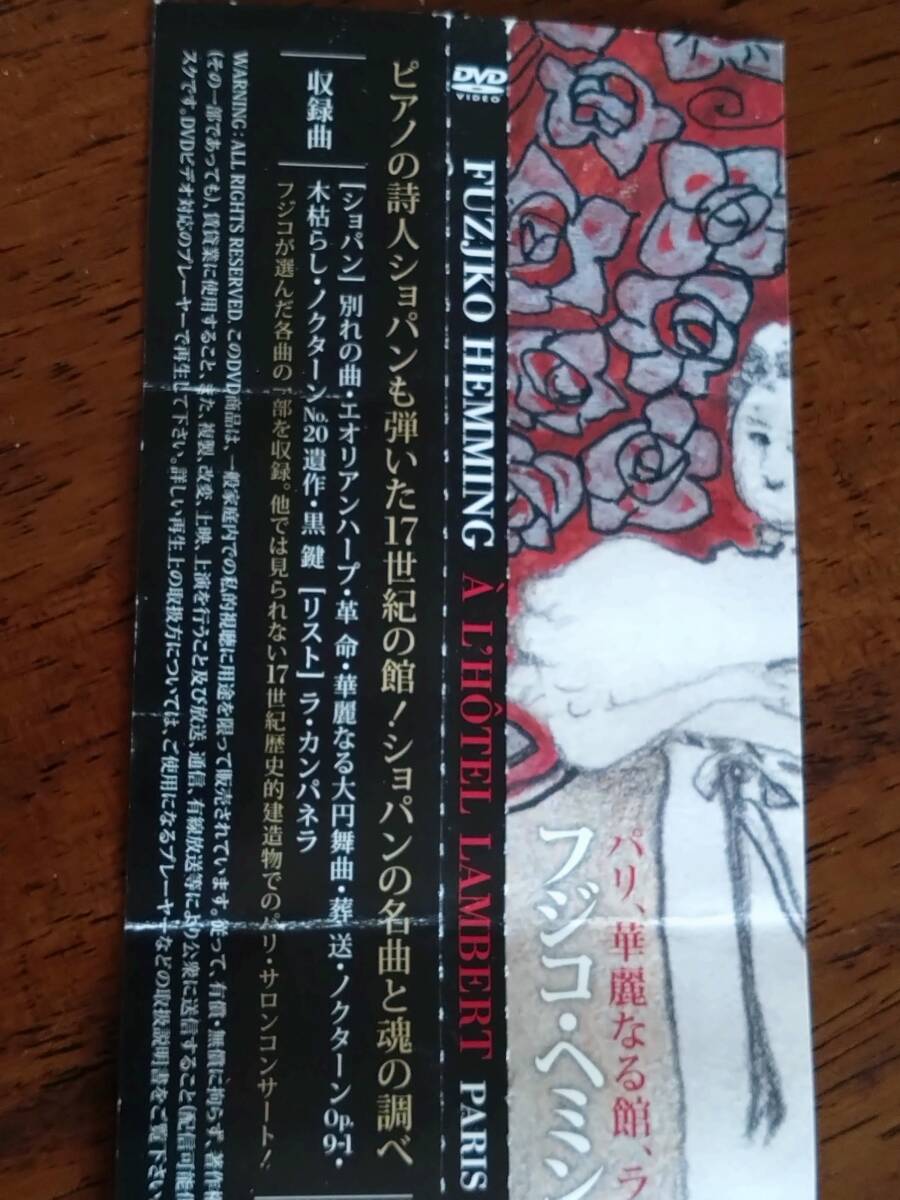 パリ、華麗なる館、ラ
フジコ・ヘミン
DVD
VIDEO
FUZJKO HEMMING À L'HÔTEL LAMBERT PARIS
ピアノの詩人ショパンも弾いた17世紀の館！ショパンの名曲と魂の調べ
収録曲
［ショパン］別れの曲・エオリアンハープ・革命・華麗なる大円舞曲・葬送・ノクターンOp.9-1・
木枯らし・ノクターンNo.20遺作・黒鍵［リスト］ラ・カンパネラ
フジコが選んだ各曲の一部を収録。他では見られない17世紀歴史的建造物でのパリ・サロンコンサート!!
WARNING : ALL RIGHTS RESERVED このDVD商品は、一般家庭内での私的視聴に用途を限って販売されています。従って、有償・無償に拘らず、著作権
(その一部であっても)、賃貸業に使用すること、また、複製、改変、上映、上演を行うこと及び放送、通信、有線放送等により公衆に送信すること(配信可能化
スクです。DVDビデオ対応のプレーヤーで再生して下さい。詳しい再生上の取扱方については、ご使用になるプレーヤーなどの取扱説明書をご覧下さい